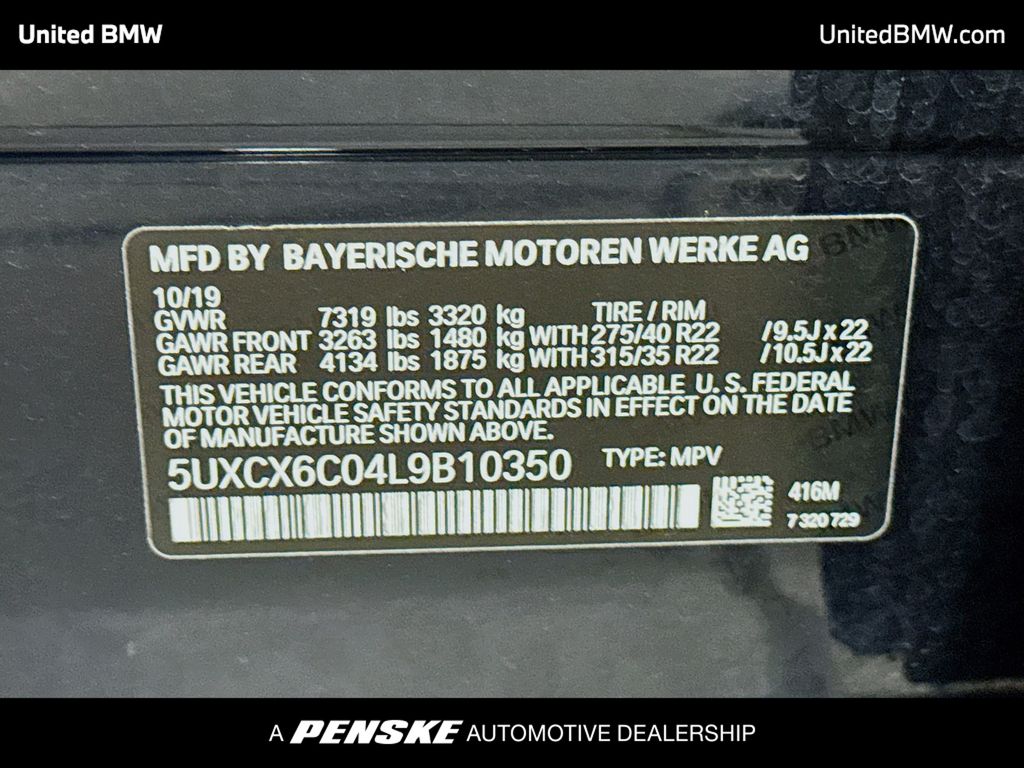 United BMW
UnitedBMW.com
MFD BY BAYERISCHE MOTOREN WERKE AG
10/19
GVWR 7319 lbs 3320 kg TIRE / RIM
GAWR FRONT 3263 lbs 1480 kg WITH 275/40 R22 /9.5J x 22
GAWR REAR 4134 lbs 1875 kg WITH 315/35 R22 /10.5J x 22
THIS VEHICLE CONFORMS TO ALL APPLICABLE U. S. FEDERAL
MOTOR VEHICLE SAFETY STANDARDS IN EFFECT ON THE DATE
OF MANUFACTURE SHOWN ABOVE.
5UXCX6C04L9B10350 TYPE: MPV
416M
7 320 729
BMW
BMW
A PENSKE AUTOMOTIVE DEALERSHIP